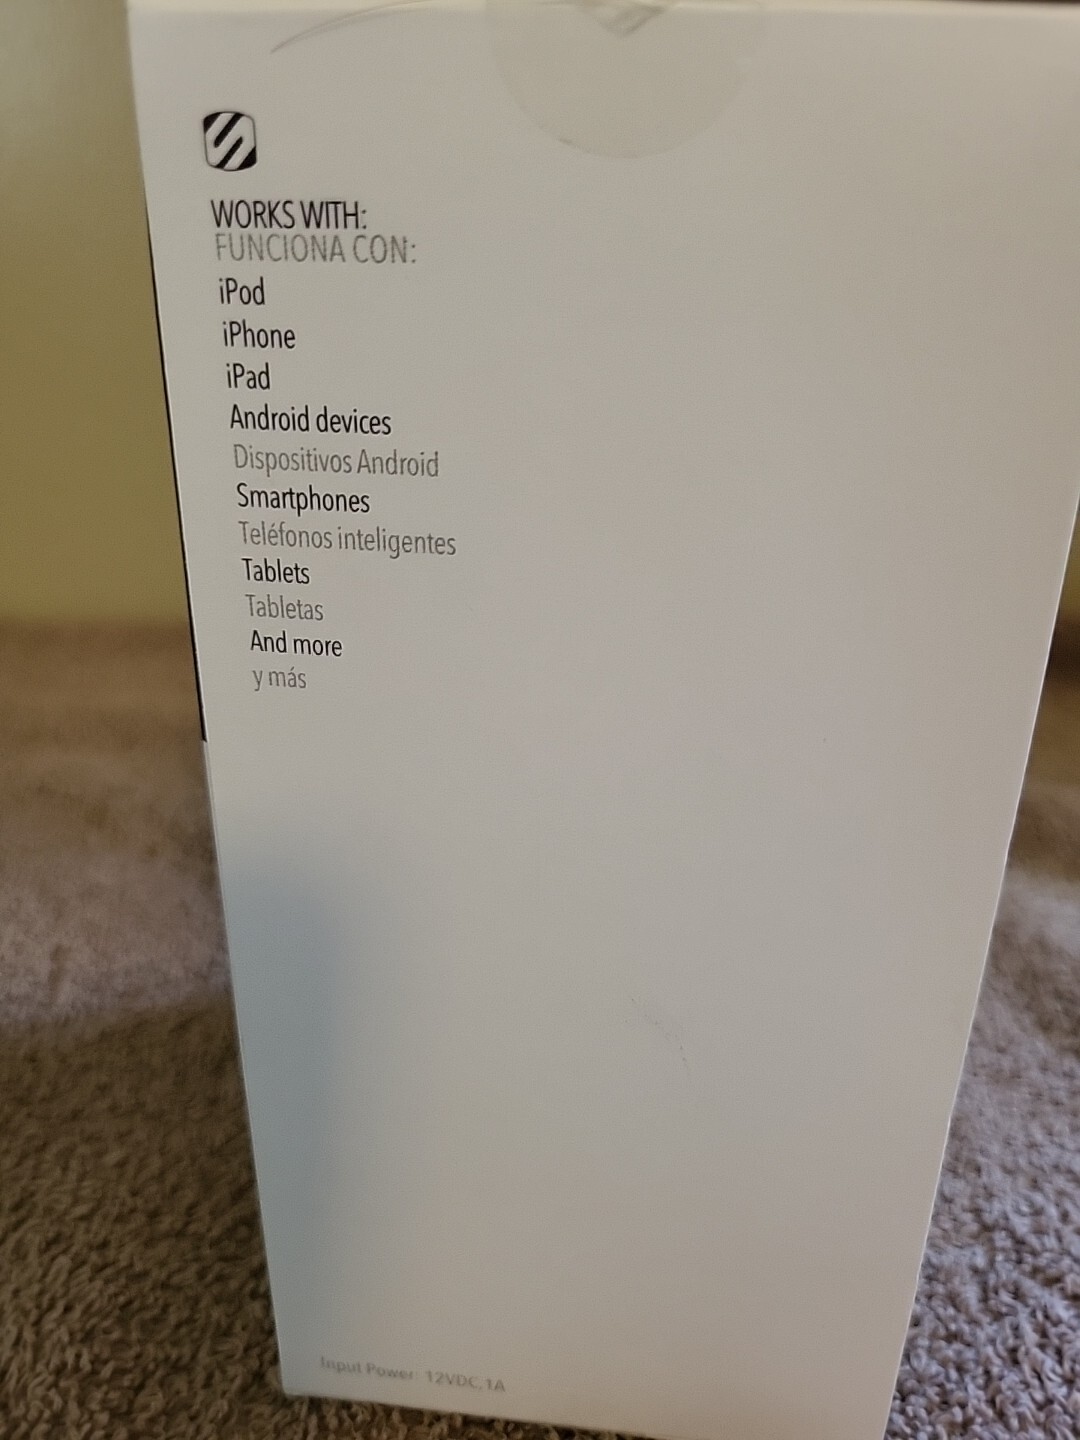 WORKS WITH:
FUNCIONA CON:
iPod
iPhone
iPad
Android devices
Dispositivos Android
Smartphones
Teléfonos inteligentes
Tablets
Tabletas
And more
y más
Input Power: 12VDC,1A